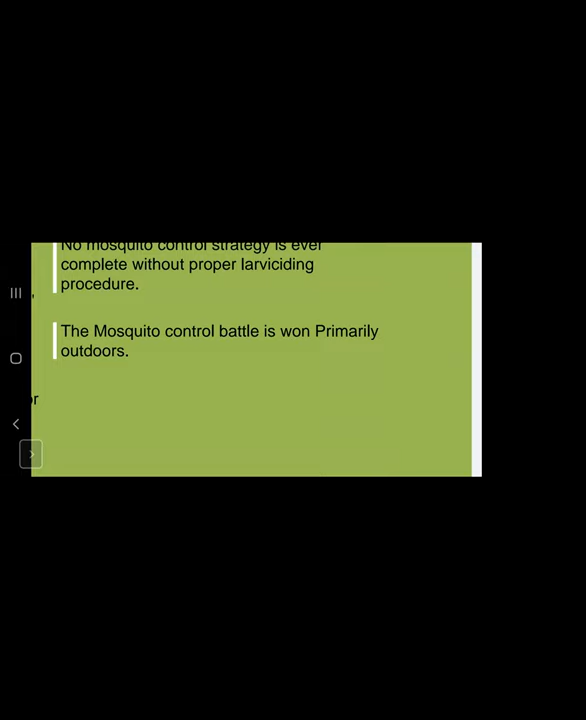 No mosquito control strategy is ever
complete without proper larviciding
procedure.
The Mosquito control battle is won Primarily
outdoors.